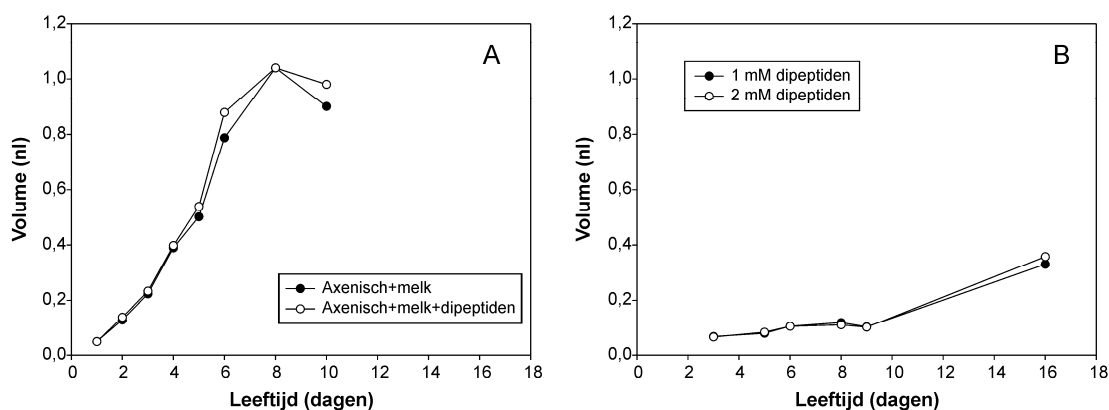 A
1,2
1,0
0,8
0,6
0,4
0,2
0,0
Volume (nl)
Axenisch+melk
Axenisch+melk+dipeptiden
0 2 4 6 8 10 12 14 16 18
Leeftijd (dagen)
B
1,2
1,0
0,8
0,6
0,4
0,2
0,0
Volume (nl)
1 mM dipeptiden
2 mM dipeptiden
0 2 4 6 8 10 12 14 16 18
Leeftijd (dagen)